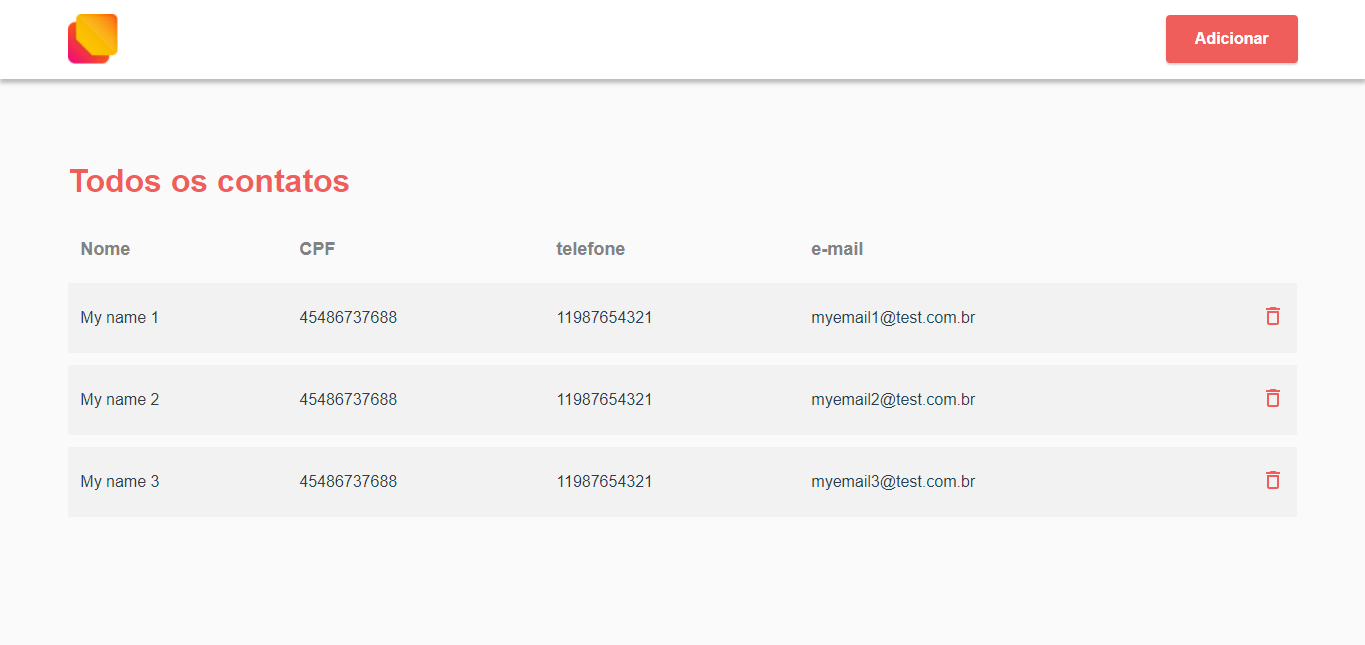 Adicionar
Todos os contatos
Nome CPF telefone e-mail
My name 1 45486737688 11987654321 myemail1@test.com.br
My name 2 45486737688 11987654321 myemail2@test.com.br
My name 3 45486737688 11987654321 myemail3@test.com.br